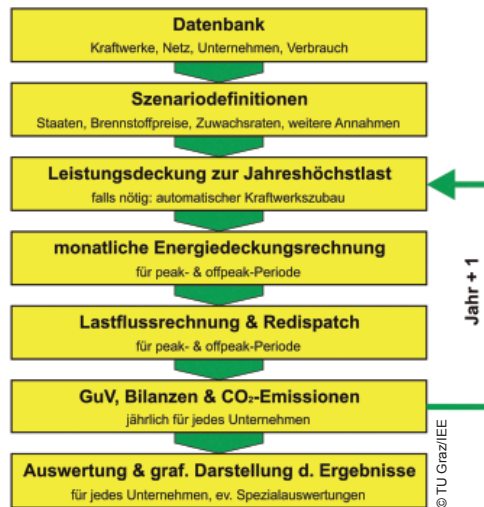 Datenbank
Kraftwerke, Netz, Unternehmen, Verbrauch
Szenariodefinitionen
Staaten, Brennstoffpreise, Zuwachsraten, weitere Annahmen
Leistungsdeckung zur Jahreshöchstlast
falls nötig: automatischer Kraftwerkszubau
monatliche Energiedeckungsrechnung
für peak- & offpeak-Periode
Lastflussrechnung & Redispatch
für peak- & offpeak-Periode
GuV, Bilanzen & CO₂-Emissionen
jährlich für jedes Unternehmen
Auswertung & graf. Darstellung d. Ergebnisse
für jedes Unternehmen, ev. Spezialauswertungen
Jahr + 1
© TU Graz/IEE